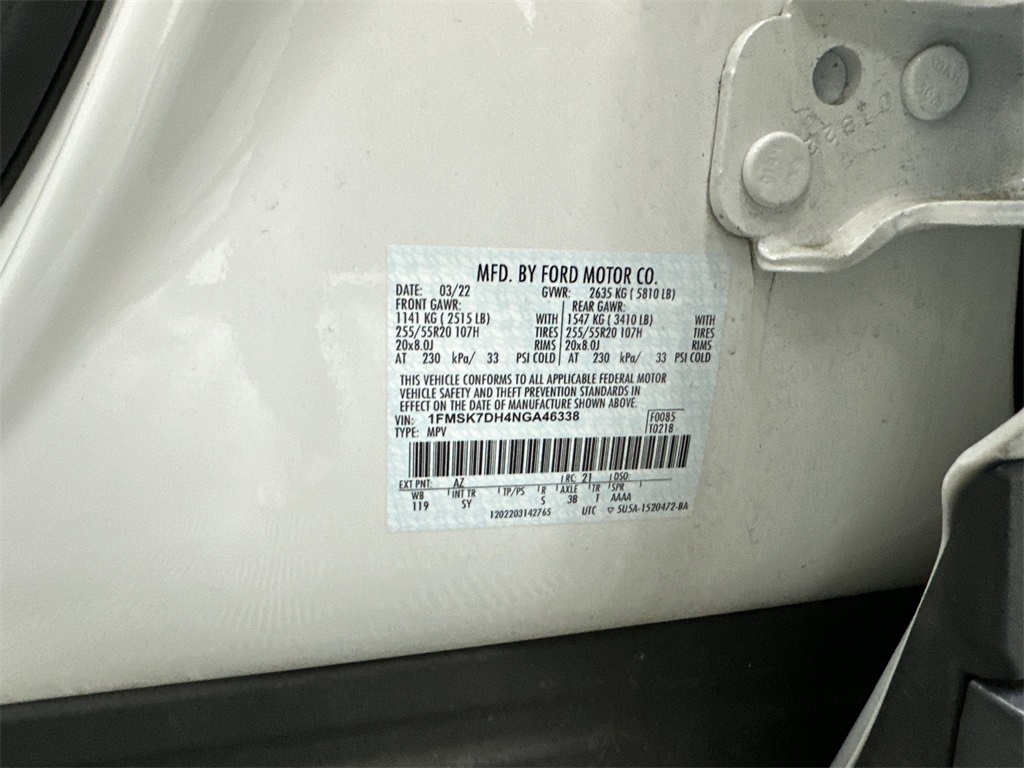 MFD. BY FORD MOTOR CO.
DATE: 03/22 GVWR: 2635 KG ( 5810 LB)
FRONT GAWR: REAR GAWR:
1141 KG ( 2515 LB) WITH 1547 KG ( 3410 LB) WITH
255/55R20 107H TIRES 255/55R20 107H TIRES
20x8.0J RIMS 20x8.0J RIMS
AT 230 kPa/ 33 PSI COLD AT 230 kPa/ 33 PSI COLD
THIS VEHICLE CONFORMS TO ALL APPLICABLE FEDERAL MOTOR
VEHICLE SAFETY AND THEFT PREVENTION STANDARDS IN
EFFECT ON THE DATE OF MANUFACTURE SHOWN ABOVE.
VIN: 1FMSK7DH4NGA46338 F0085
TYPE: MPV T0218
EXT PNT: AZ RC: 21 DSO:
WB INT TR TP/PS R AXLE TR SPR
119 SY S 3B T AAAA
1202203142765 UTC ▽ 5U5A-1520472-BA